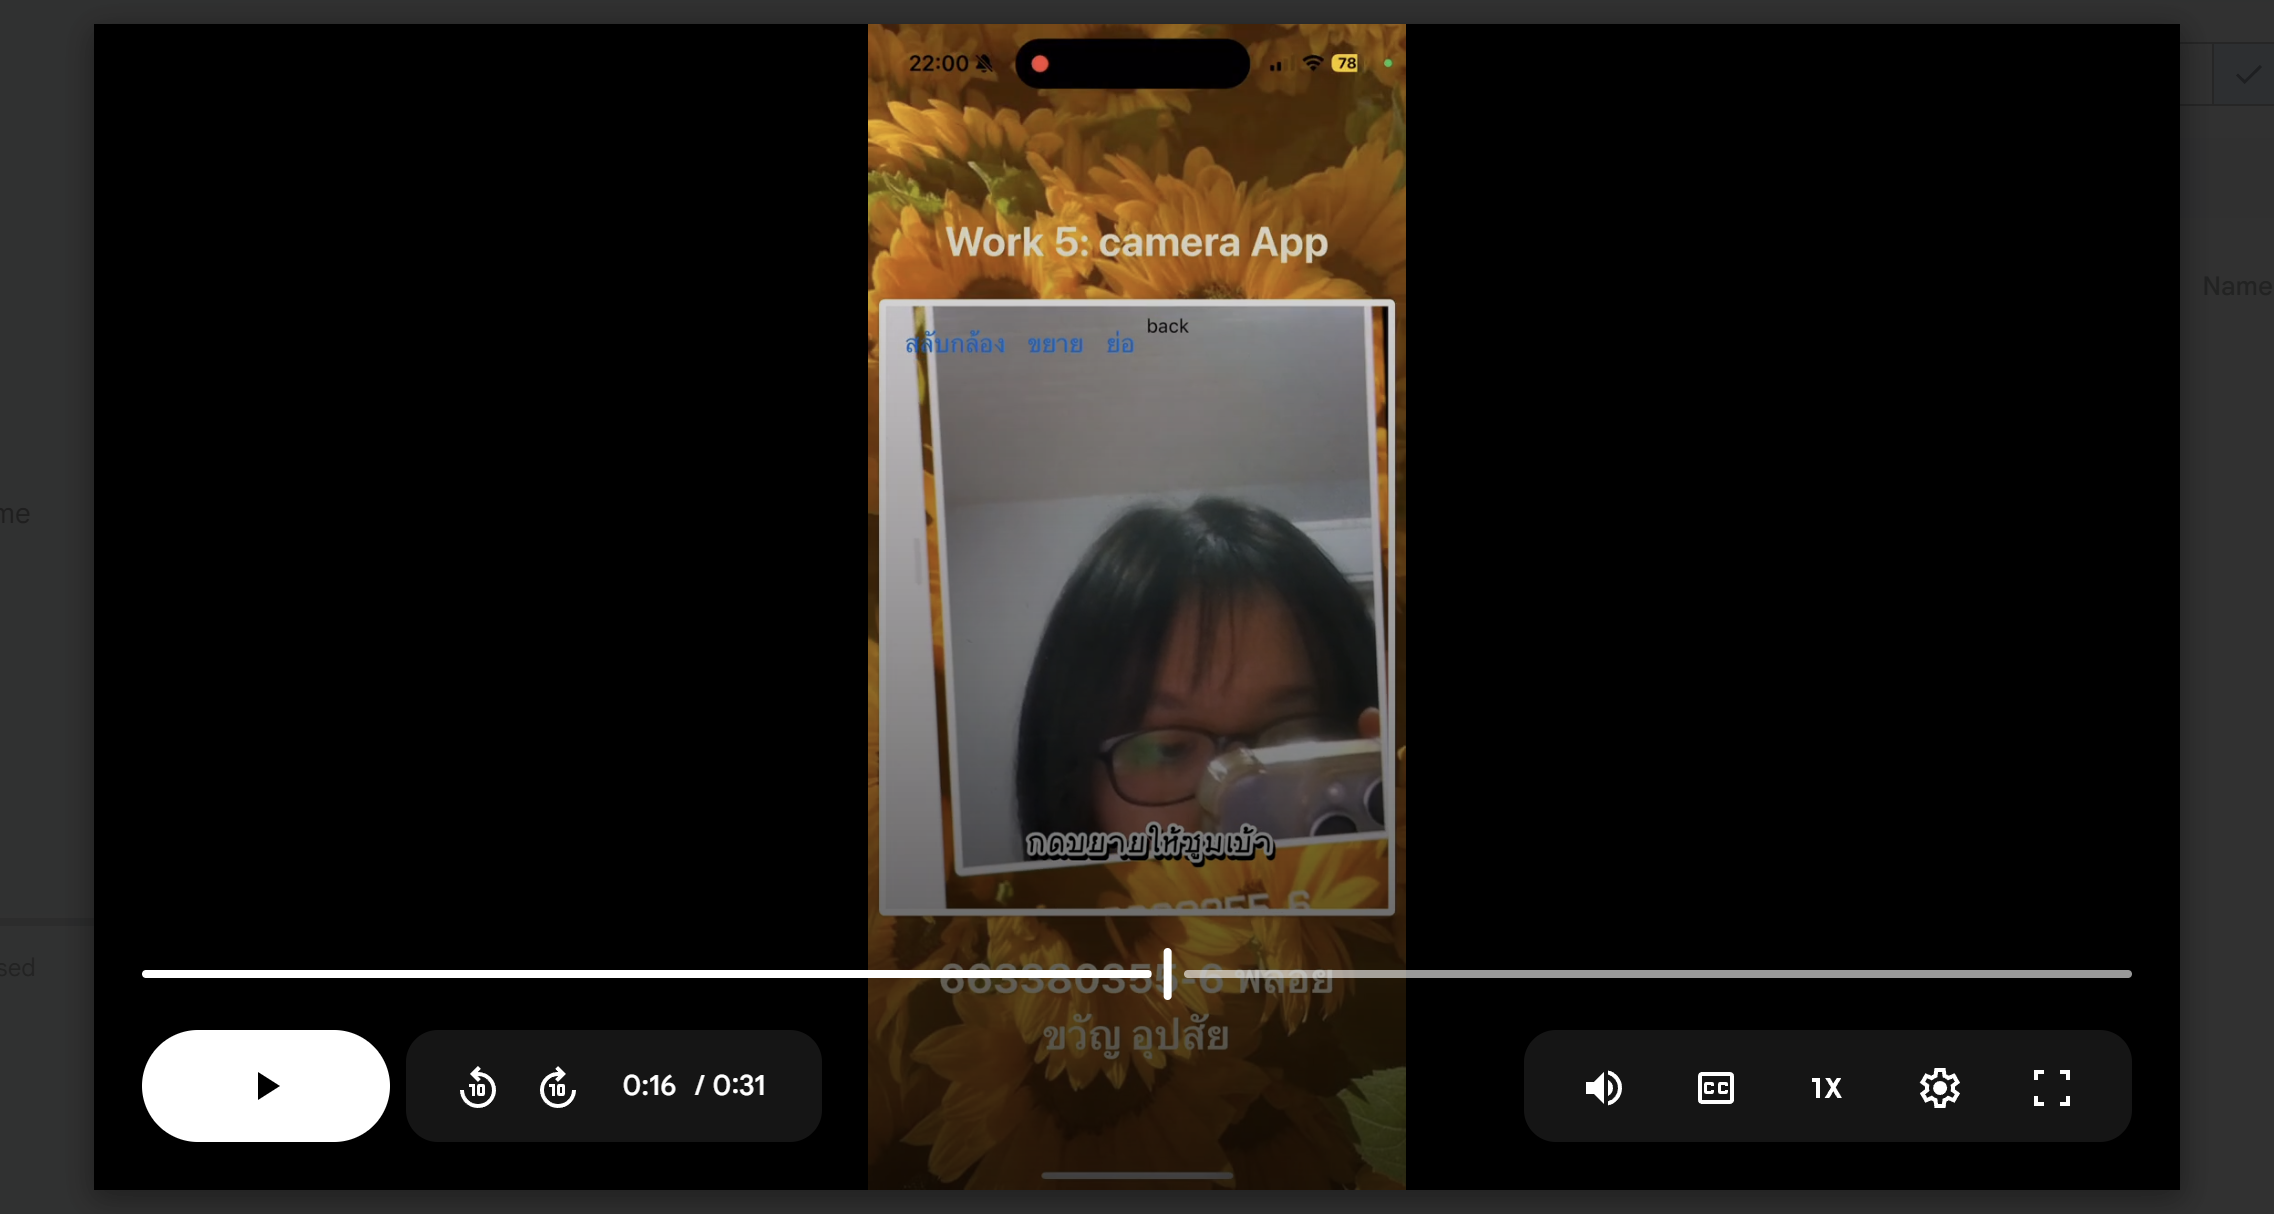 22:00
78
Work 5: camera App
Name
back
สลับกล้อง ขยาย ย่อ
me
กดขยายให้ซูมเข้า
sed
663380355-6 พลอย
ขวัญ อุปสัย
10 10 0:16 / 0:31 CC 1X